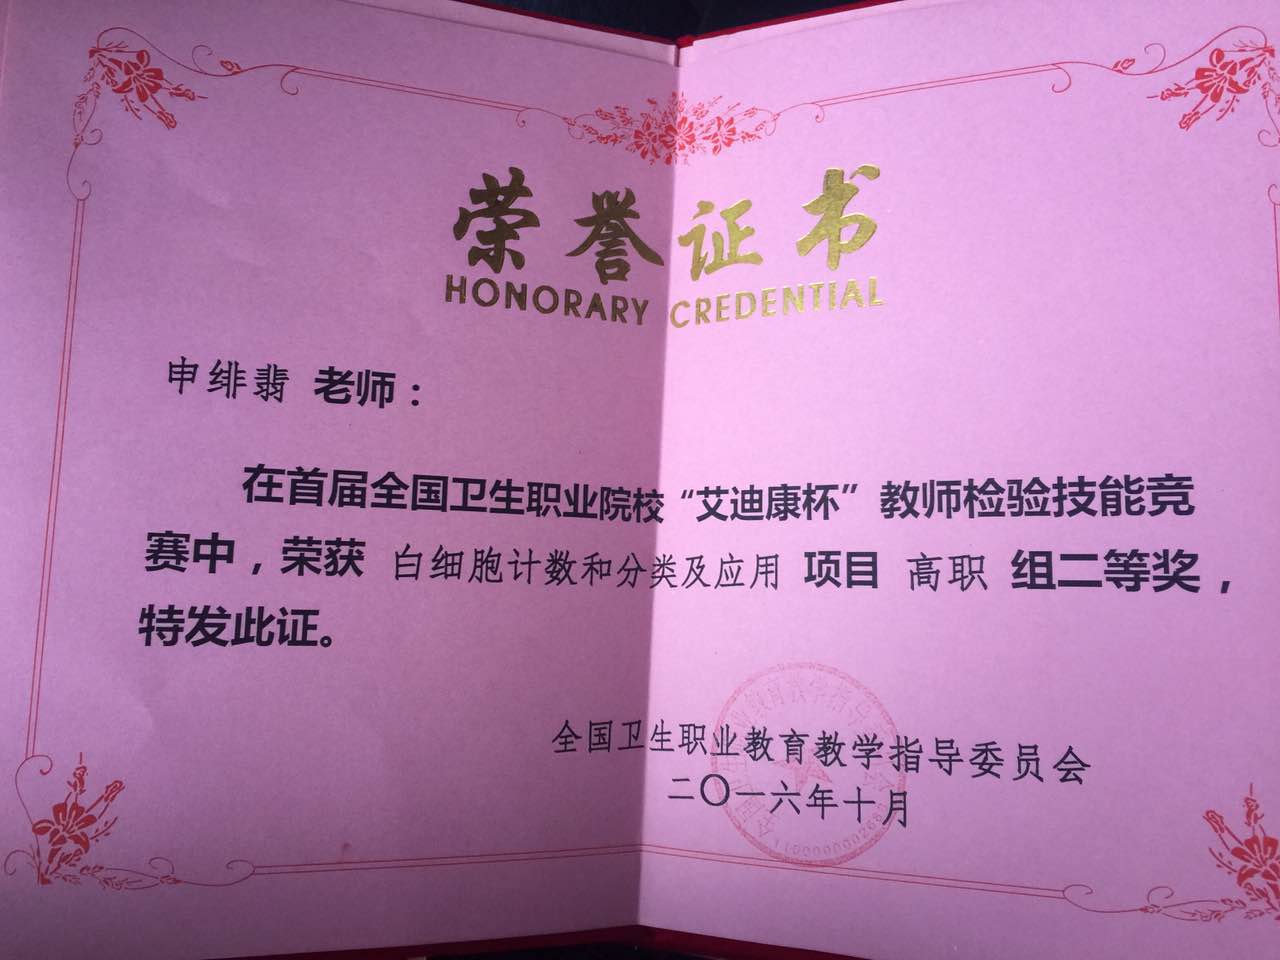 荣誉证书
HONORARY CREDENTIAL
申绯翡 老师：
在首届全国卫生职业院校“艾迪康杯”教师检验技能竞
赛中，荣获 白细胞计数和分类及应用 项目 高职 组二等奖，
特发此证。
全国卫生职业教育教学指导委员会
二〇一六年十月